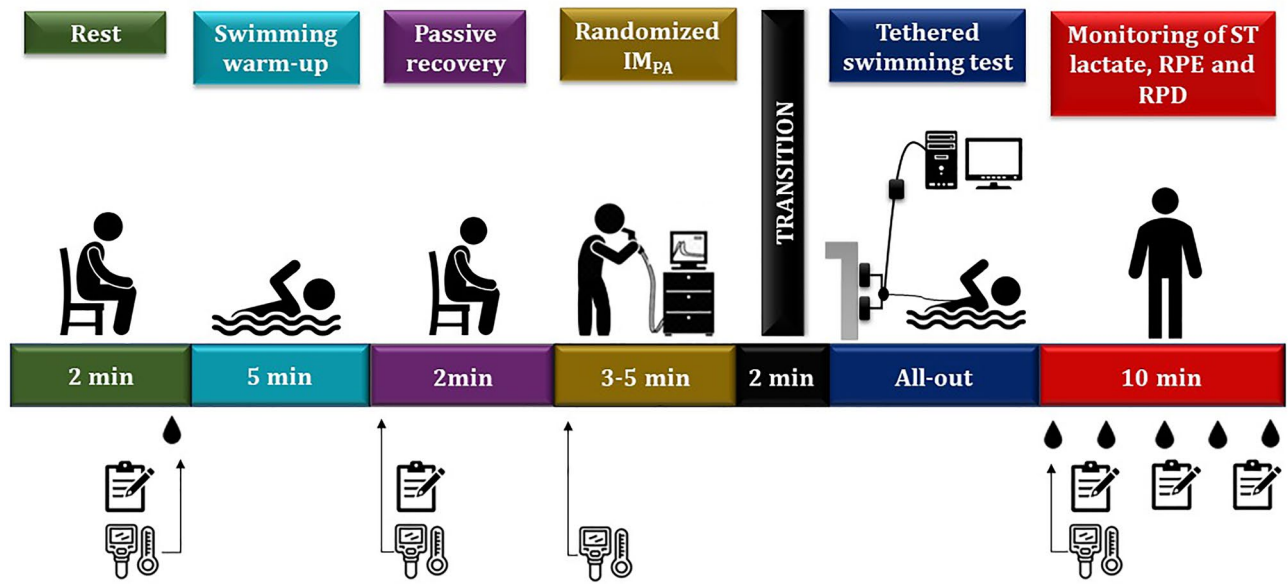 Rest
Swimming
warm-up
Passive
recovery
Randomized
IMPA
TRANSITION
Tethered
swimming test
Monitoring of ST
lactate, RPE and
RPD
2 min
5 min
2min
3-5 min
2 min
All-out
10 min